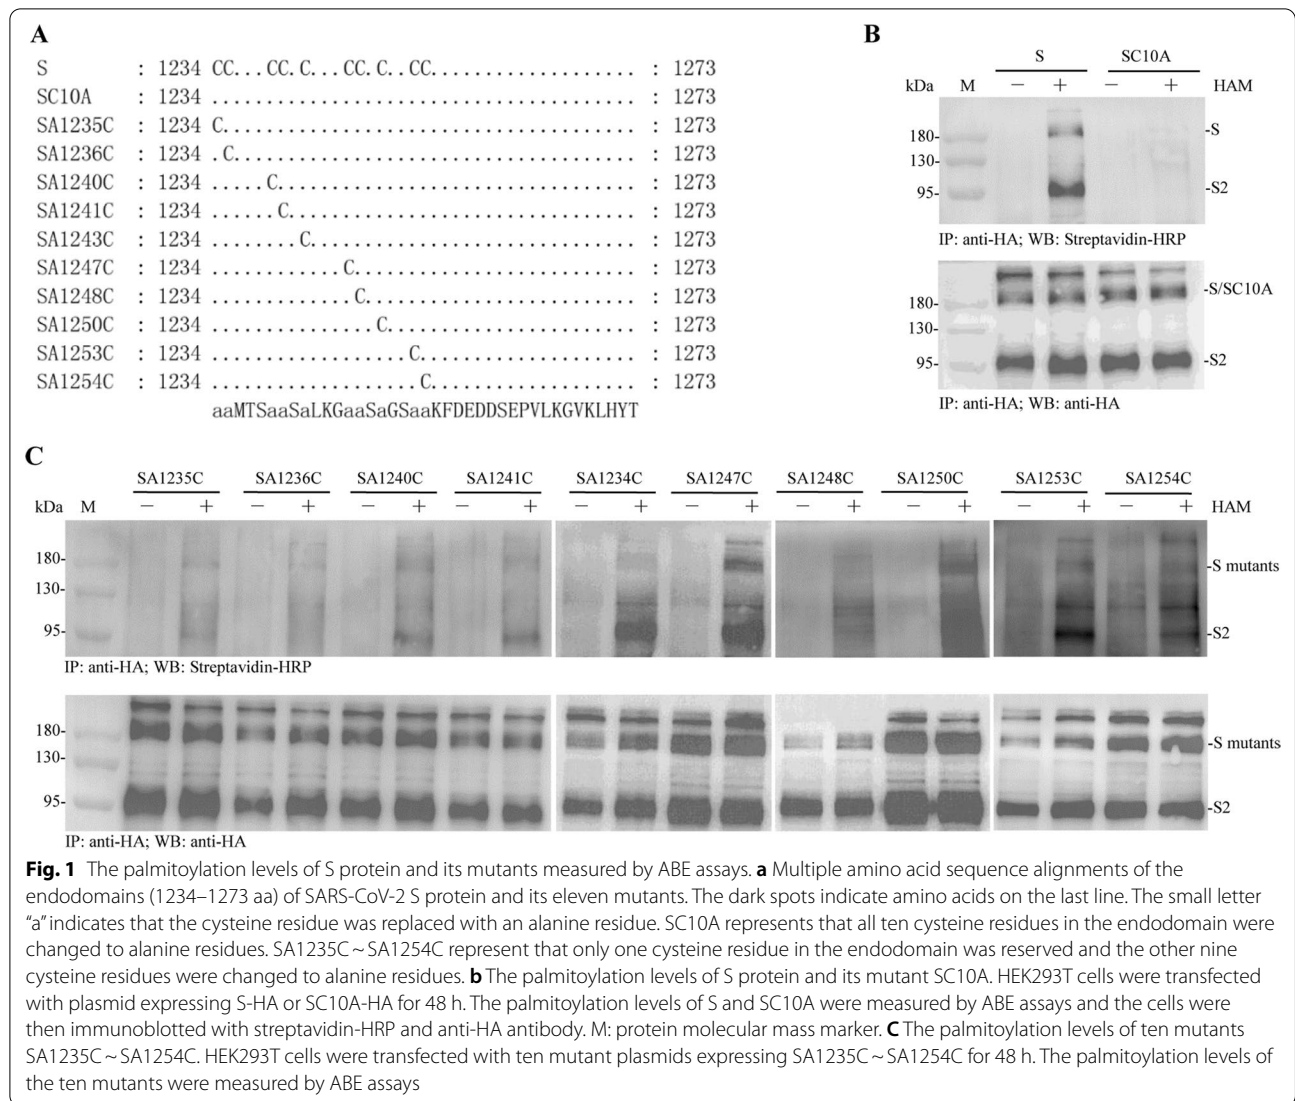 A
S : 1234 CC...CC.C...CC.C..CC................... : 1273
SC10A : 1234 ....................................... : 1273
SA1235C : 1234 C...................................... : 1273
SA1236C : 1234 .C..................................... : 1273
SA1240C : 1234 .....C................................. : 1273
SA1241C : 1234 ......C................................ : 1273
SA1243C : 1234 ........C.............................. : 1273
SA1247C : 1234 ............C.......................... : 1273
SA1248C : 1234 .............C......................... : 1273
SA1250C : 1234 ...............C....................... : 1273
SA1253C : 1234 ..................C.................... : 1273
SA1254C : 1234 ...................C................... : 1273
aaMTSaaSaLKGaaSaGSaaKFDEDDSEPVLKGVKLHYT
B
S SC10A
kDa M − + − + HAM
180- -S
130-
95- -S2
IP: anti-HA; WB: Streptavidin-HRP
180- -S/SC10A
130-
95- -S2
IP: anti-HA; WB: anti-HA
C
SA1235C SA1236C SA1240C SA1241C SA1234C SA1247C SA1248C SA1250C SA1253C SA1254C
kDa M − + − + − + − + − + − + − + − + − + − + HAM
180- -S mutants
130-
95- -S2
IP: anti-HA; WB: Streptavidin-HRP
180- -S mutants
130-
95- -S2
IP: anti-HA; WB: anti-HA
Fig. 1 The palmitoylation levels of S protein and its mutants measured by ABE assays. a Multiple amino acid sequence alignments of the
endodomains (1234–1273 aa) of SARS-CoV-2 S protein and its eleven mutants. The dark spots indicate amino acids on the last line. The small letter
"a" indicates that the cysteine residue was replaced with an alanine residue. SC10A represents that all ten cysteine residues in the endodomain were
changed to alanine residues. SA1235C ~ SA1254C represent that only one cysteine residue in the endodomain was reserved and the other nine
cysteine residues were changed to alanine residues. b The palmitoylation levels of S protein and its mutant SC10A. HEK293T cells were transfected
with plasmid expressing S-HA or SC10A-HA for 48 h. The palmitoylation levels of S and SC10A were measured by ABE assays and the cells were
then immunoblotted with streptavidin-HRP and anti-HA antibody. M: protein molecular mass marker. C The palmitoylation levels of ten mutants
SA1235C ~ SA1254C. HEK293T cells were transfected with ten mutant plasmids expressing SA1235C ~ SA1254C for 48 h. The palmitoylation levels of
the ten mutants were measured by ABE assays